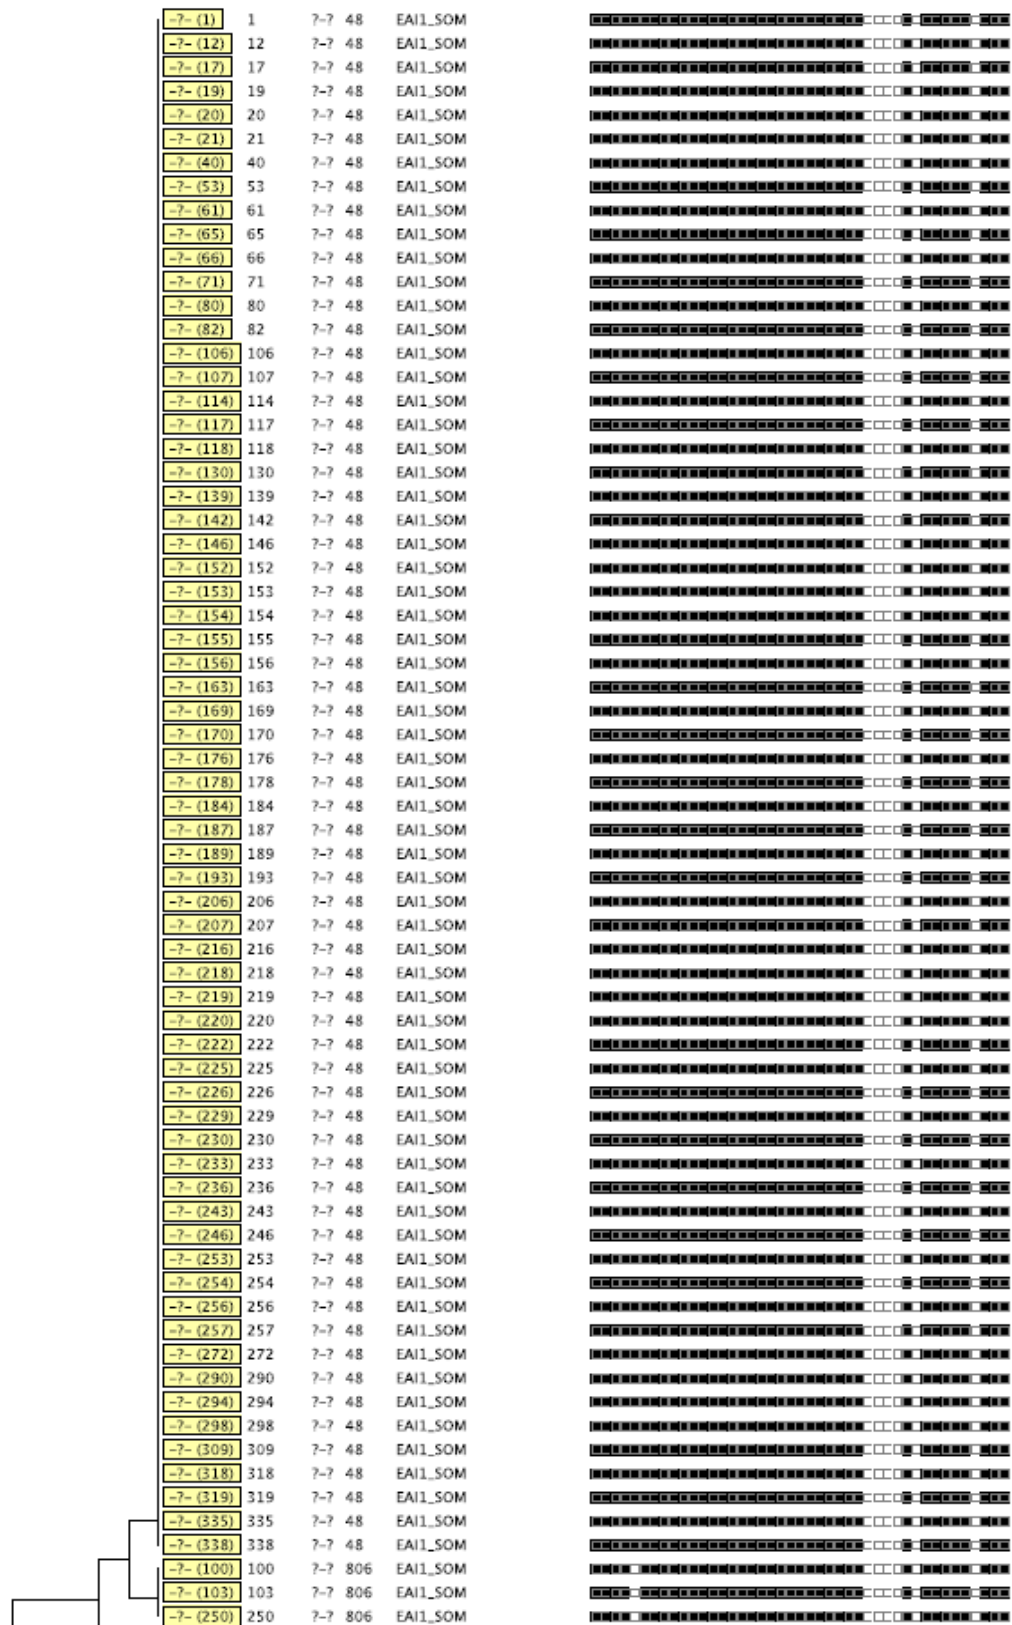 -?- (1) 1 ?-? 48 EAI1_SOM
-?- (12) 12 ?-? 48 EAI1_SOM
-?- (17) 17 ?-? 48 EAI1_SOM
-?- (19) 19 ?-? 48 EAI1_SOM
-?- (20) 20 ?-? 48 EAI1_SOM
-?- (21) 21 ?-? 48 EAI1_SOM
-?- (40) 40 ?-? 48 EAI1_SOM
-?- (53) 53 ?-? 48 EAI1_SOM
-?- (61) 61 ?-? 48 EAI1_SOM
-?- (65) 65 ?-? 48 EAI1_SOM
-?- (66) 66 ?-? 48 EAI1_SOM
-?- (71) 71 ?-? 48 EAI1_SOM
-?- (80) 80 ?-? 48 EAI1_SOM
-?- (82) 82 ?-? 48 EAI1_SOM
-?- (106) 106 ?-? 48 EAI1_SOM
-?- (107) 107 ?-? 48 EAI1_SOM
-?- (114) 114 ?-? 48 EAI1_SOM
-?- (117) 117 ?-? 48 EAI1_SOM
-?- (118) 118 ?-? 48 EAI1_SOM
-?- (130) 130 ?-? 48 EAI1_SOM
-?- (139) 139 ?-? 48 EAI1_SOM
-?- (142) 142 ?-? 48 EAI1_SOM
-?- (146) 146 ?-? 48 EAI1_SOM
-?- (152) 152 ?-? 48 EAI1_SOM
-?- (153) 153 ?-? 48 EAI1_SOM
-?- (154) 154 ?-? 48 EAI1_SOM
-?- (155) 155 ?-? 48 EAI1_SOM
-?- (156) 156 ?-? 48 EAI1_SOM
-?- (163) 163 ?-? 48 EAI1_SOM
-?- (169) 169 ?-? 48 EAI1_SOM
-?- (170) 170 ?-? 48 EAI1_SOM
-?- (176) 176 ?-? 48 EAI1_SOM
-?- (178) 178 ?-? 48 EAI1_SOM
-?- (184) 184 ?-? 48 EAI1_SOM
-?- (187) 187 ?-? 48 EAI1_SOM
-?- (189) 189 ?-? 48 EAI1_SOM
-?- (193) 193 ?-? 48 EAI1_SOM
-?- (206) 206 ?-? 48 EAI1_SOM
-?- (207) 207 ?-? 48 EAI1_SOM
-?- (216) 216 ?-? 48 EAI1_SOM
-?- (218) 218 ?-? 48 EAI1_SOM
-?- (219) 219 ?-? 48 EAI1_SOM
-?- (220) 220 ?-? 48 EAI1_SOM
-?- (222) 222 ?-? 48 EAI1_SOM
-?- (225) 225 ?-? 48 EAI1_SOM
-?- (226) 226 ?-? 48 EAI1_SOM
-?- (229) 229 ?-? 48 EAI1_SOM
-?- (230) 230 ?-? 48 EAI1_SOM
-?- (233) 233 ?-? 48 EAI1_SOM
-?- (236) 236 ?-? 48 EAI1_SOM
-?- (243) 243 ?-? 48 EAI1_SOM
-?- (246) 246 ?-? 48 EAI1_SOM
-?- (253) 253 ?-? 48 EAI1_SOM
-?- (254) 254 ?-? 48 EAI1_SOM
-?- (256) 256 ?-? 48 EAI1_SOM
-?- (257) 257 ?-? 48 EAI1_SOM
-?- (272) 272 ?-? 48 EAI1_SOM
-?- (290) 290 ?-? 48 EAI1_SOM
-?- (294) 294 ?-? 48 EAI1_SOM
-?- (298) 298 ?-? 48 EAI1_SOM
-?- (309) 309 ?-? 48 EAI1_SOM
-?- (318) 318 ?-? 48 EAI1_SOM
-?- (319) 319 ?-? 48 EAI1_SOM
-?- (335) 335 ?-? 48 EAI1_SOM
-?- (338) 338 ?-? 48 EAI1_SOM
-?- (100) 100 ?-? 806 EAI1_SOM
-?- (103) 103 ?-? 806 EAI1_SOM
-?- (250) 250 ?-? 806 EAI1_SOM